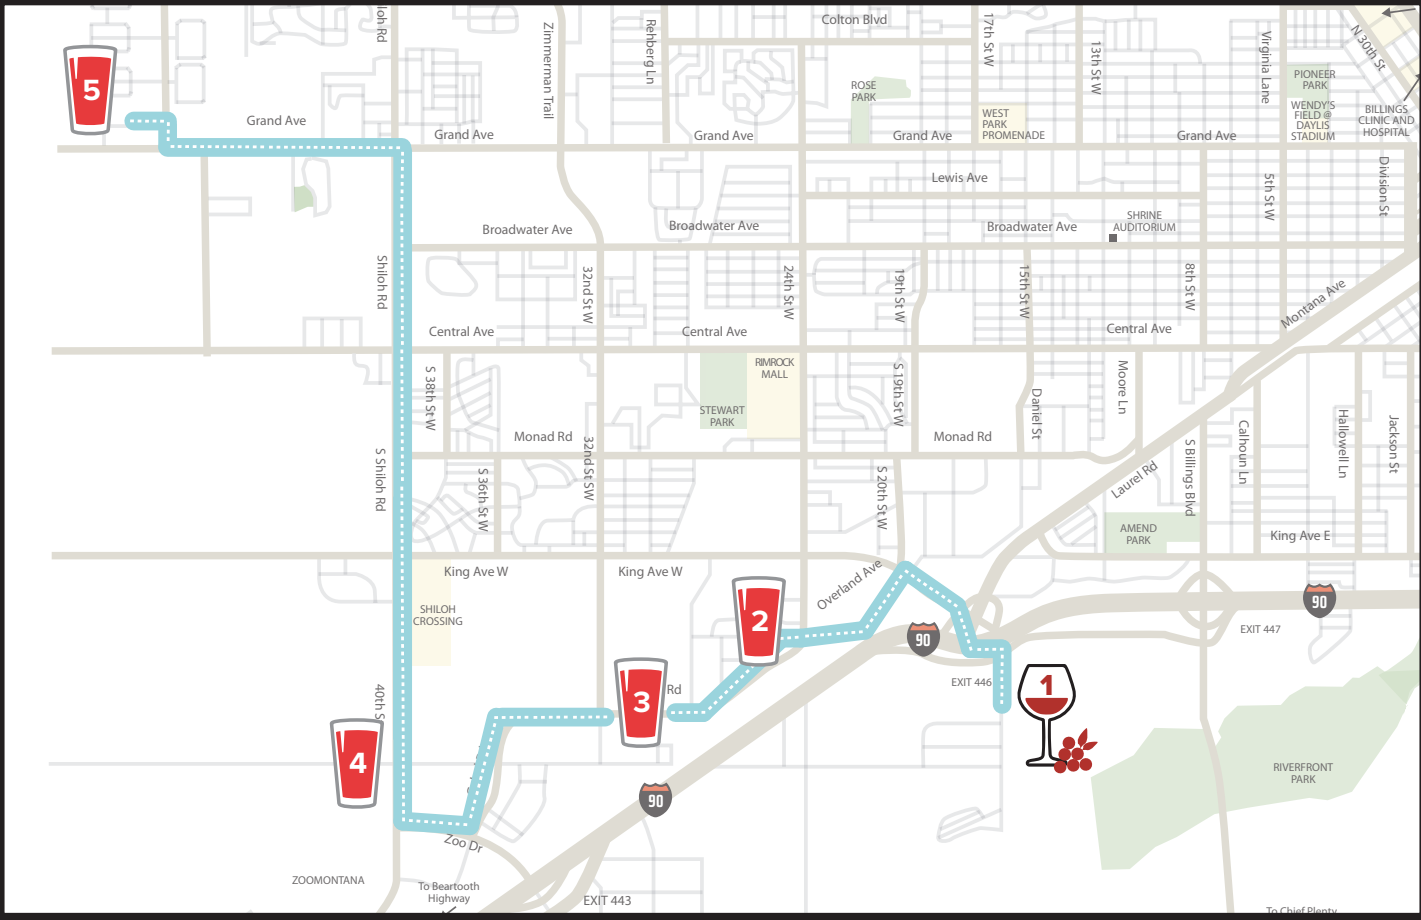 Colton Blvd
17th St W
13th St W
Virginia Lane
N 30th St
Zimmerman Trail
Rehberg Ln
iloh Rd
5
ROSE
PARK
WEST
PARK
PROMENADE
PIONEER
PARK
WENDY'S
FIELD @
DAYLIS
STADIUM
BILLINGS
CLINIC AND
HOSPITAL
Grand Ave
Grand Ave
Grand Ave
Grand Ave
Grand Ave
Lewis Ave
5th St W
Division St
Broadwater Ave
Broadwater Ave
Broadwater Ave
SHRINE
AUDITORIUM
Shiloh Rd
32nd St W
24th St W
19th St W
15th St W
8th St W
Montana Ave
Central Ave
Central Ave
Central Ave
S 38th St W
RIMROCK
MALL
STEWART
PARK
S 19th St W
Daniel St
Moore Ln
Calhoun Ln
Hallowell Ln
Jackson St
Monad Rd
Monad Rd
S Shiloh Rd
S 36th St W
32nd St SW
S 20th St W
Laurel Rd
S Billings Blvd
AMEND
PARK
King Ave E
King Ave W
King Ave W
Overland Ave
SHILOH
CROSSING
2
90
90
EXIT 447
3
Rd
EXIT 446
1
40th S
4
90
RIVERFRONT
PARK
Zoo Dr
ZOOMONTANA
To Beartooth
Highway
EXIT 443
To Chief Plenty